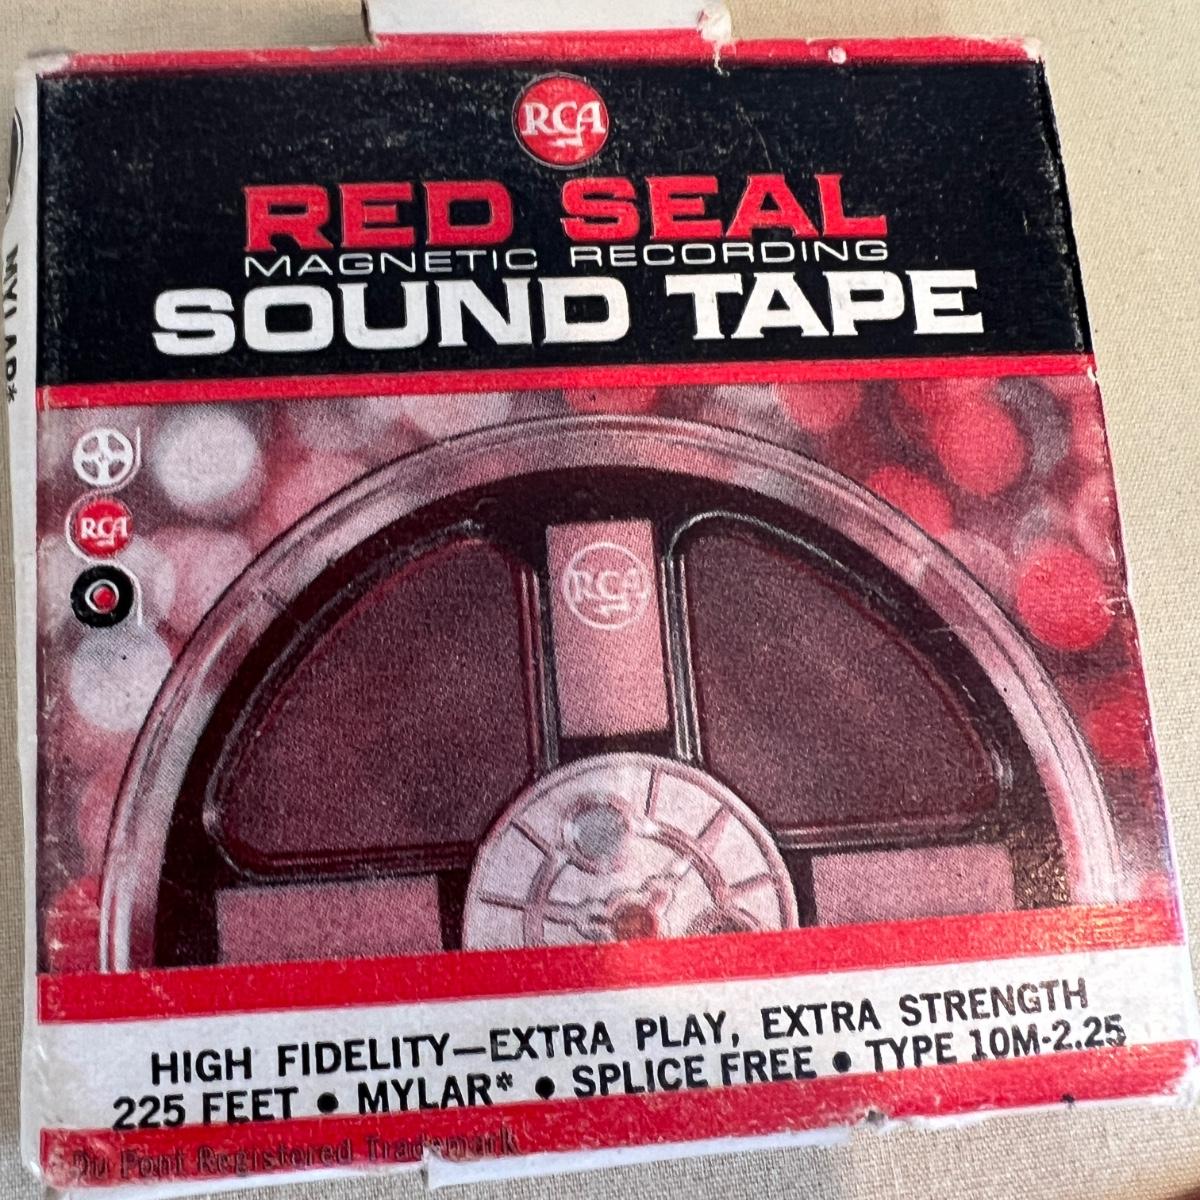 RCA
RED SEAL
MAGNETIC RECORDING
SOUND TAPE
RCA
RCA
MYLAR*
HIGH FIDELITY—EXTRA PLAY, EXTRA STRENGTH
225 FEET • MYLAR* • SPLICE FREE • TYPE 10M-2.25
Du Pont Registered Trademark